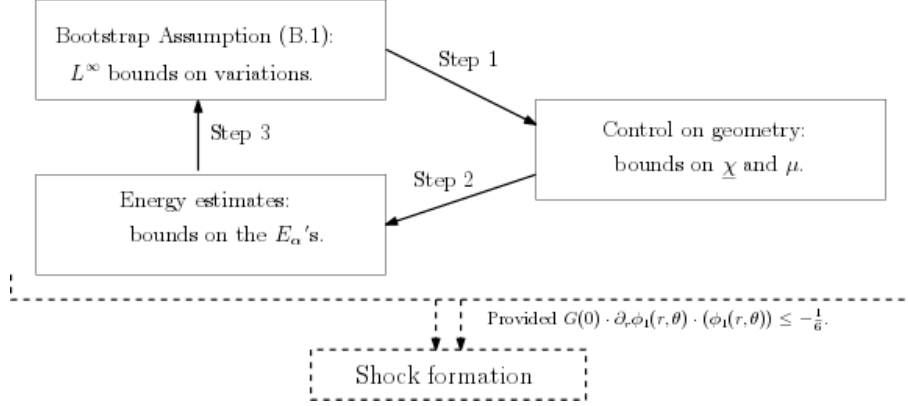 Bootstrap Assumption (B.1):
L^∞ bounds on variations.
Step 1
Control on geometry:
bounds on χ̲ and μ.
Step 2
Step 3
Energy estimates:
bounds on the E_α's.
Provided G(0) · ∂_rϕ_1(r, θ) · (ϕ_1(r, θ)) ≤ −1/6.
Shock formation